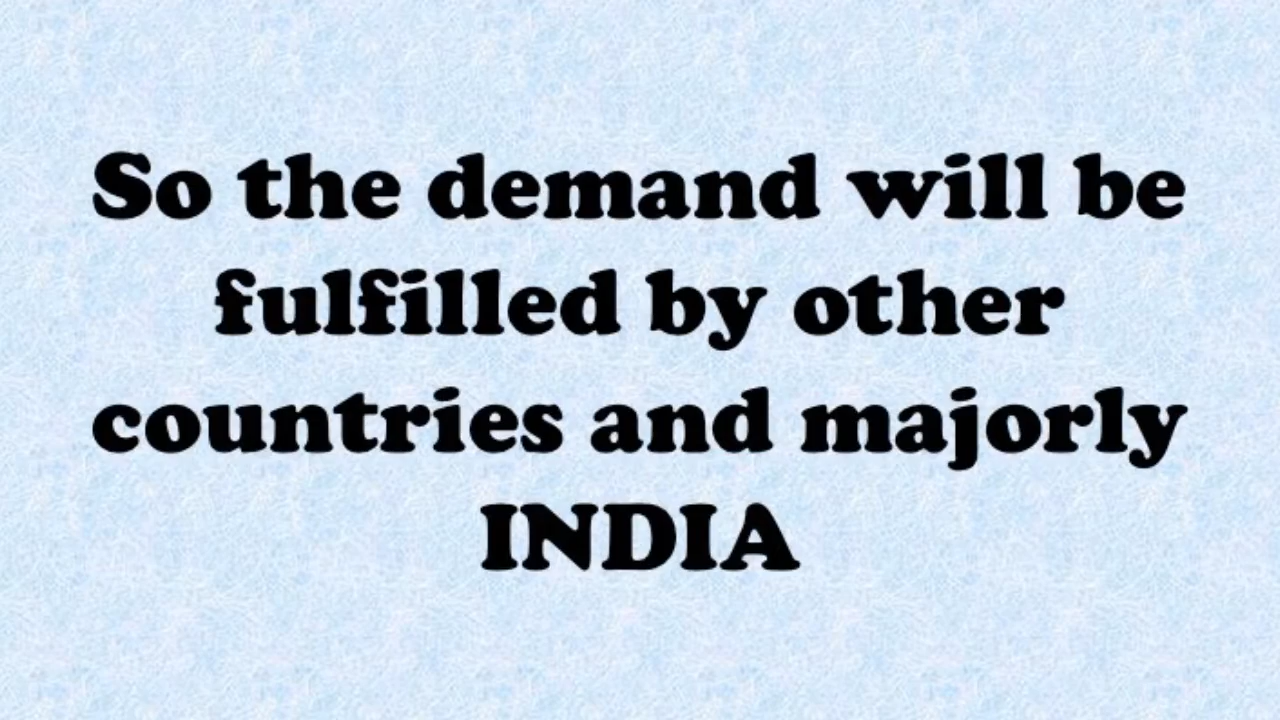 So the demand will be
fulfilled by other
countries and majorly
INDIA